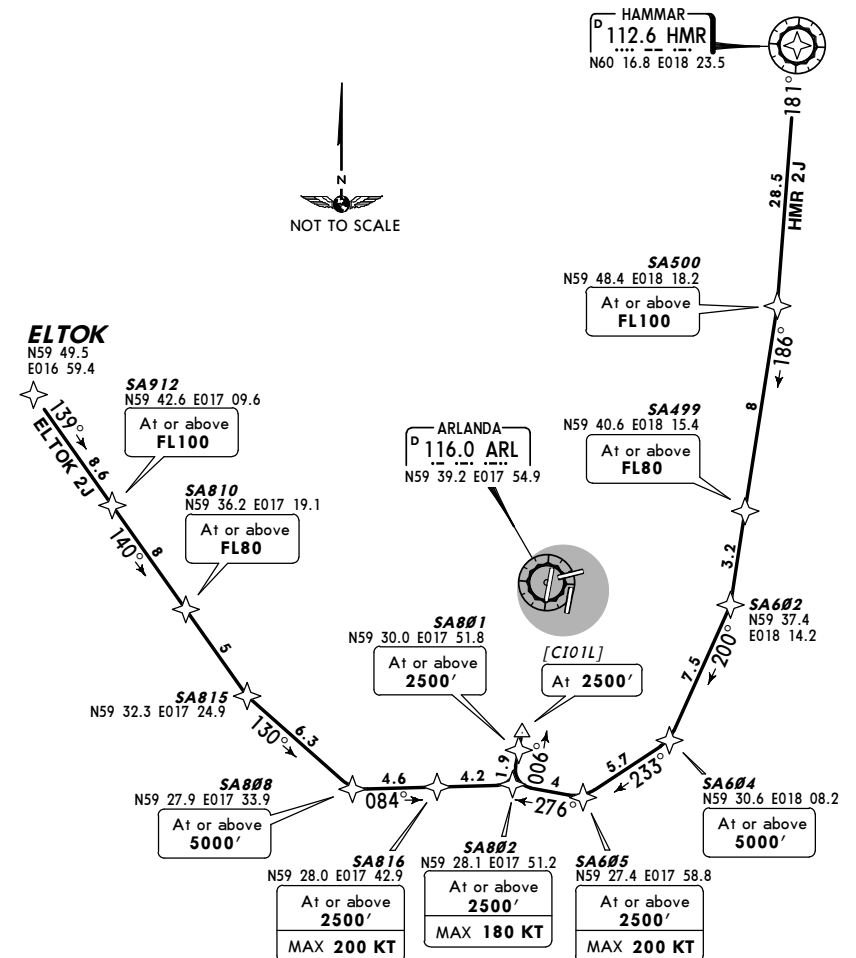 HAMMAR
D 112.6 HMR
N60 16.8 E018 23.5
181°
28.5
HMR 2J
N
NOT TO SCALE
SA500
N59 48.4 E018 18.2
At or above
FL100
186°
8
SA499
N59 40.6 E018 15.4
At or above
FL80
3.2
SA6Ø2
N59 37.4
E018 14.2
200°
7.5
SA6Ø4
N59 30.6 E018 08.2
At or above
5000'
233°
5.7
SA6Ø5
N59 27.4 E017 58.8
At or above
2500'
MAX 200 KT
276°
4
ELTOK
N59 49.5
E016 59.4
139°
8.6
ELTOK 2J
SA912
N59 42.6 E017 09.6
At or above
FL100
140°
8
SA810
N59 36.2 E017 19.1
At or above
FL80
5
SA815
N59 32.3 E017 24.9
130°
6.3
SA8Ø8
N59 27.9 E017 33.9
At or above
5000'
4.6
084°
SA816
N59 28.0 E017 42.9
At or above
2500'
MAX 200 KT
4.2
SA8Ø2
N59 28.1 E017 51.2
At or above
2500'
MAX 180 KT
1.9
006°
SA8Ø1
N59 30.0 E017 51.8
At or above
2500'
[CI01L]
At 2500'
ARLANDA
D 116.0 ARL
N59 39.2 E017 54.9